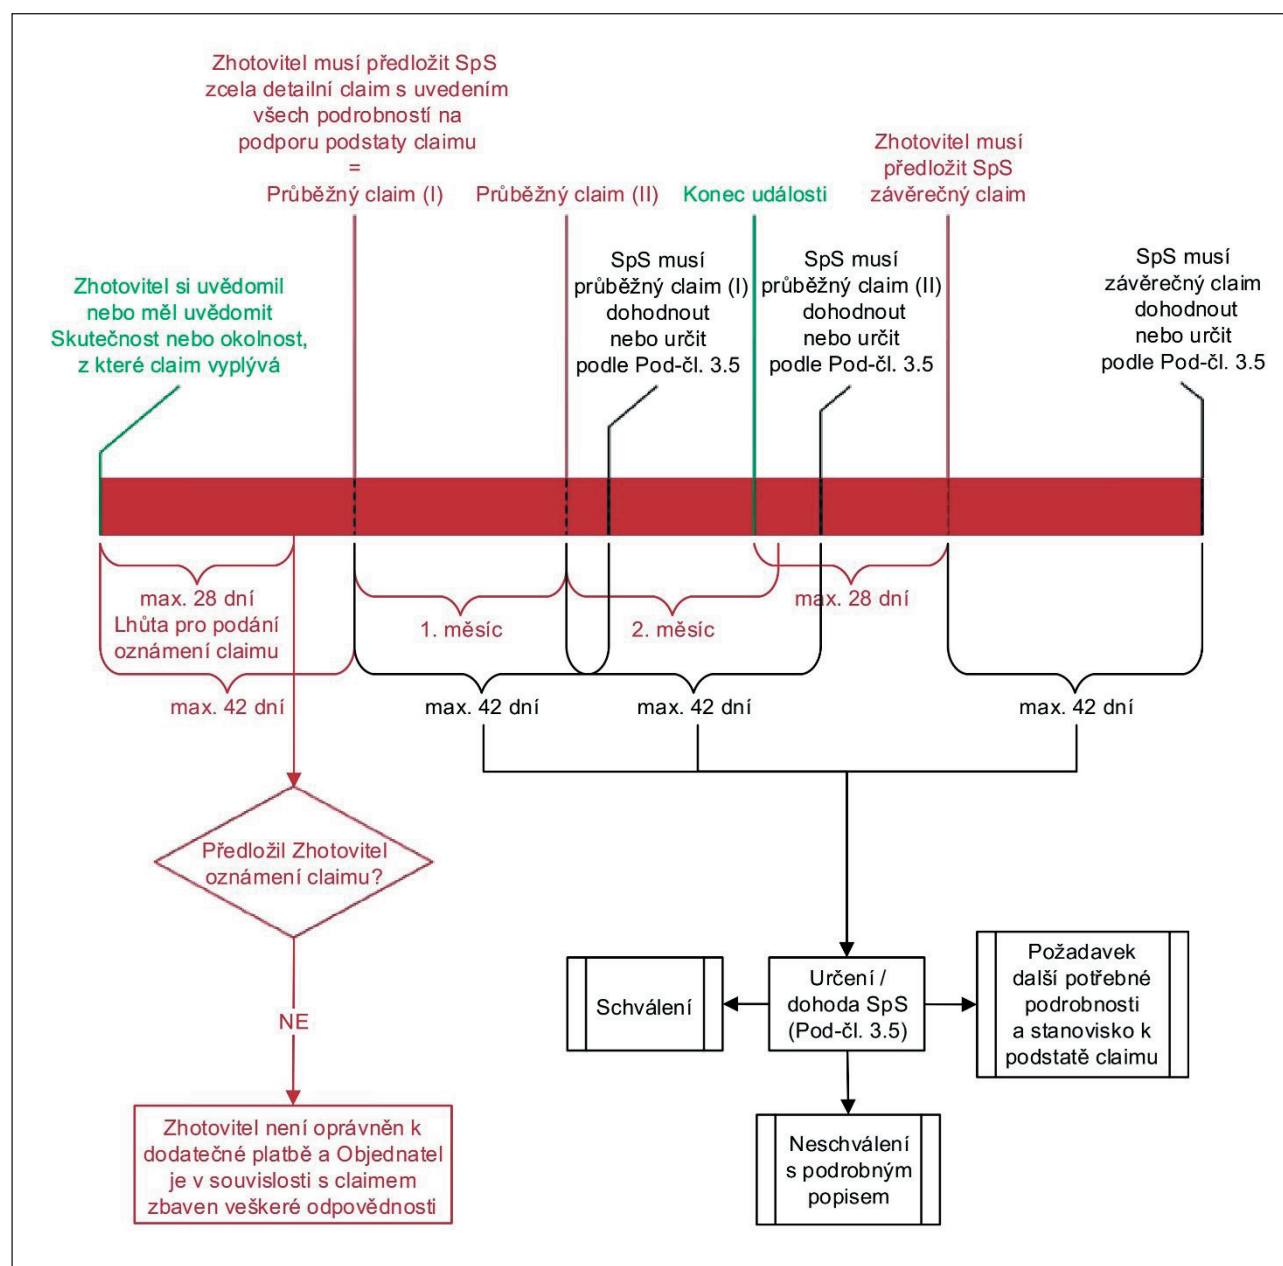 Zhotovitel musí předložit SpS
zcela detailní claim s uvedením
všech podrobností na
podporu podstaty claimu
=
Průběžný claim (I)
Průběžný claim (II)
Konec události
Zhotovitel musí
předložit SpS
závěrečný claim
Zhotovitel si uvědomil
nebo měl uvědomit
Skutečnost nebo okolnost,
z které claim vyplývá
SpS musí
průběžný claim (I)
dohodnout
nebo určit
podle Pod-čl. 3.5
SpS musí
průběžný claim (II)
dohodnout
nebo určit
podle Pod-čl. 3.5
SpS musí
závěrečný claim
dohodnout
nebo určit
podle Pod-čl. 3.5
max. 28 dní
Lhůta pro podání
oznámení claimu
1. měsíc
2. měsíc
max. 28 dní
max. 42 dní
max. 42 dní
max. 42 dní
max. 42 dní
Předložil Zhotovitel
oznámení claimu?
NE
Zhotovitel není oprávněn k
dodatečné platbě a Objednatel
je v souvislosti s claimem
zbaven veškeré odpovědnosti
Schválení
Určení /
dohoda SpS
(Pod-čl. 3.5)
Požadavek
další potřebné
podrobnosti
a stanovisko k
podstatě claimu
Neschválení
s podrobným
popisem